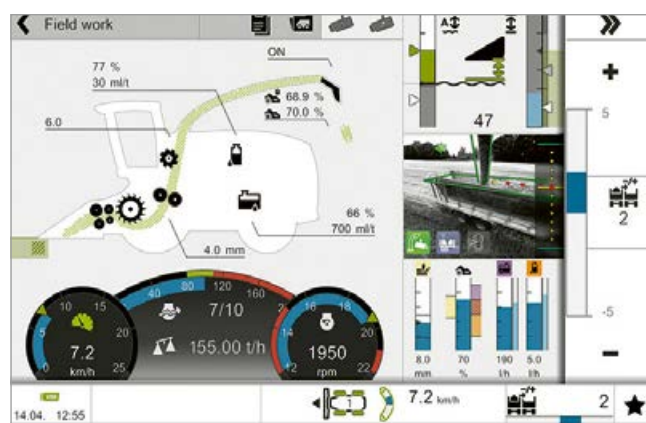 Field work
77 %
30 ml/t
ON
68.9 %
70.0 %
6.0
66 %
700 ml/t
4.0 mm
47
5
2
-5
0 5 10 15 20 25
7.2
km/h
40 80 120 160
7/10
155.00 t/h
12 14 16 18 20 22
1950
rpm
8.0 70 190 5.0
mm % l/h l/h
14.04. 12:55
1
7.2 km/h
2